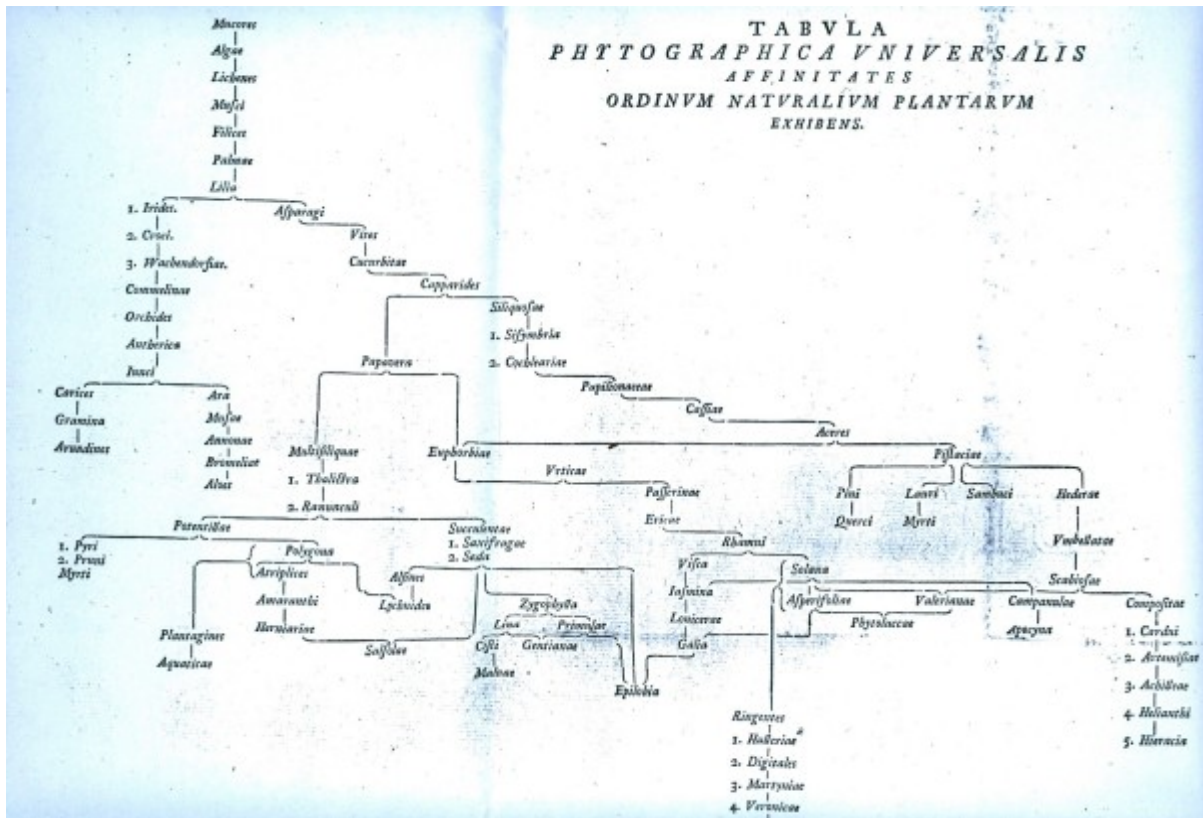 TABVLA
PHYTOGRAPHICA VNIVERSALIS
AFFINITATES
ORDINVM NATVRALIVM PLANTARVM
EXHIBENS.
Mucores
Algae
Lichenes
Muſci
Filices
Palmae
Lilia
1. Irides.
Aſparagi
2. Croci.
Vites
3. Wachendorfiae.
Cucurbitae
Commelinae
Capparides
Orchides
Siliquoſae
Antherica
1. Siſymbria
Iunci
Papavera
2. Cochleariae
Papilionaceae
Carices
Ara
Caſſiae
Gramina
Muſae
Aceres
Arundines
Annonae
Multiſiliquae
Euphorbiae
Piſtaciae
Bromeliae
Vrticae
Aloes
1. Thalictra
Paſſerinae
Pini
Lauri
Sambuci
Hederae
2. Ranunculi
Ericae
Querci
Myrti
Potentillae
Succulentae
Rhamni
Vmbellatae
1. Pyri
Polygona
1. Saxifragae
2. Pruni
2. Seda
Viſca
Solana
Myrti
Atriplices
Alſines
Scabioſae
Amaranthi
Lychnides
Iaſmina
Aſperifoliae
Valerianae
Campanulae
Compoſitae
Zygophylla
Herniariae
Lina
Primulae
Lonicerae
Phytolaccae
Apocyna
1. Cardui
Plantagines
Salſolae
Ciſti
Gentianae
Galia
2. Artemiſiae
Aquaticae
Malvae
Epilobia
3. Achilleae
Ringentes
4. Helianthi
1. Halleriae
5. Hieracia
2. Digitales
3. Martyniae
4. Veronicae